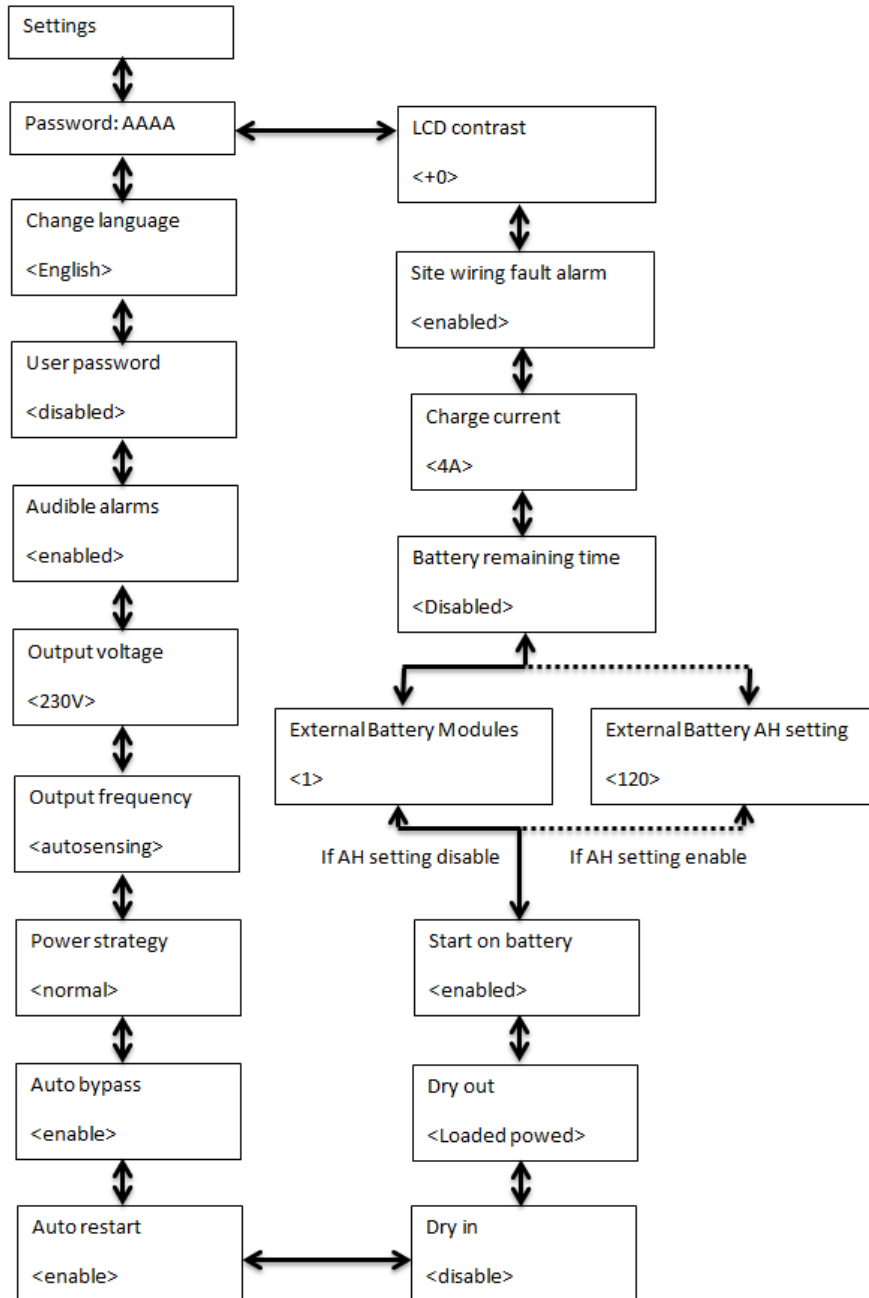 Settings
Password: AAAA
Change language
<English>
User password
<disabled>
Audible alarms
<enabled>
Output voltage
<230V>
Output frequency
<autosensing>
Power strategy
<normal>
Auto bypass
<enable>
Auto restart
<enable>
LCD contrast
<+0>
Site wiring fault alarm
<enabled>
Charge current
<4A>
Battery remaining time
<Disabled>
External Battery Modules
<1>
External Battery AH setting
<120>
If AH setting disable
If AH setting enable
Start on battery
<enabled>
Dry out
<Loaded powed>
Dry in
<disable>